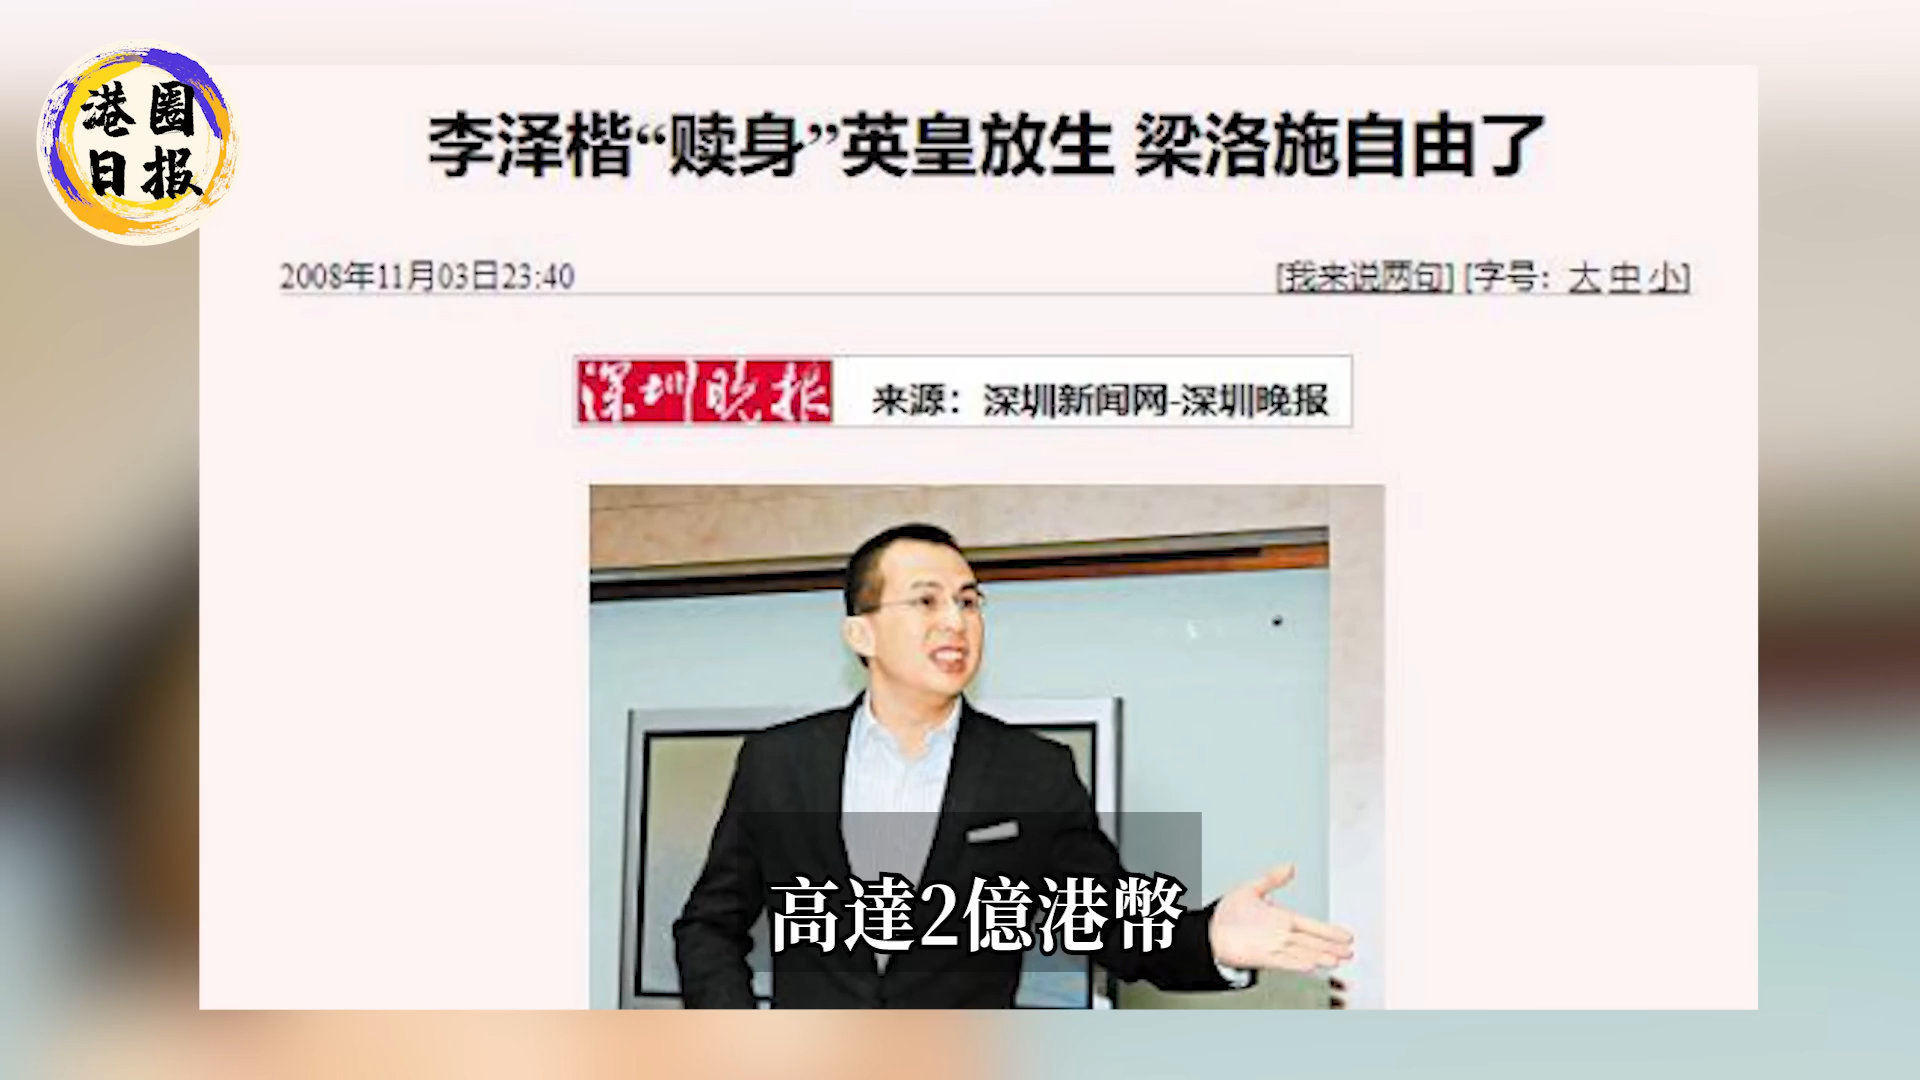 港圈
日报
李泽楷“赎身”英皇放生 梁洛施自由了
2008年11月03日23:40
[我来说两句] [字号：大 中 小]
深圳晚报
来源：深圳新闻网-深圳晚报
高達2億港幣